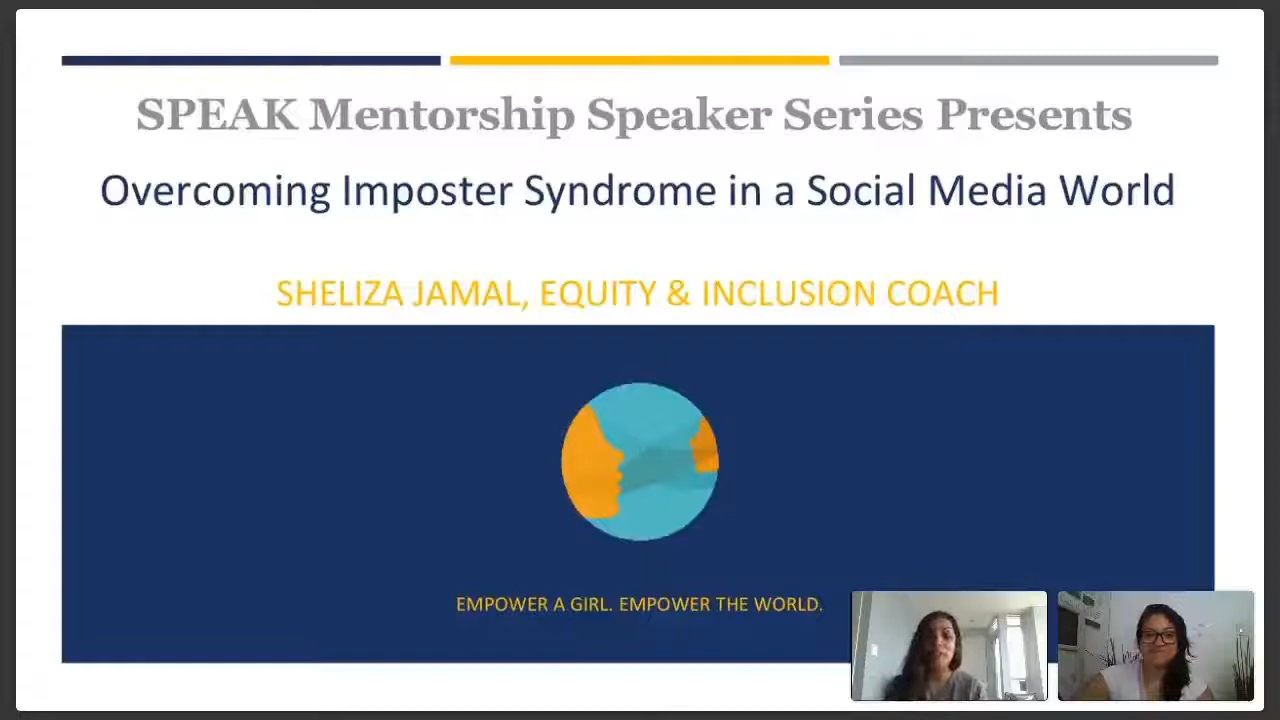 SPEAK Mentorship Speaker Series Presents
Overcoming Imposter Syndrome in a Social Media World
SHELIZA JAMAL, EQUITY & INCLUSION COACH
EMPOWER A GIRL. EMPOWER THE WORLD.